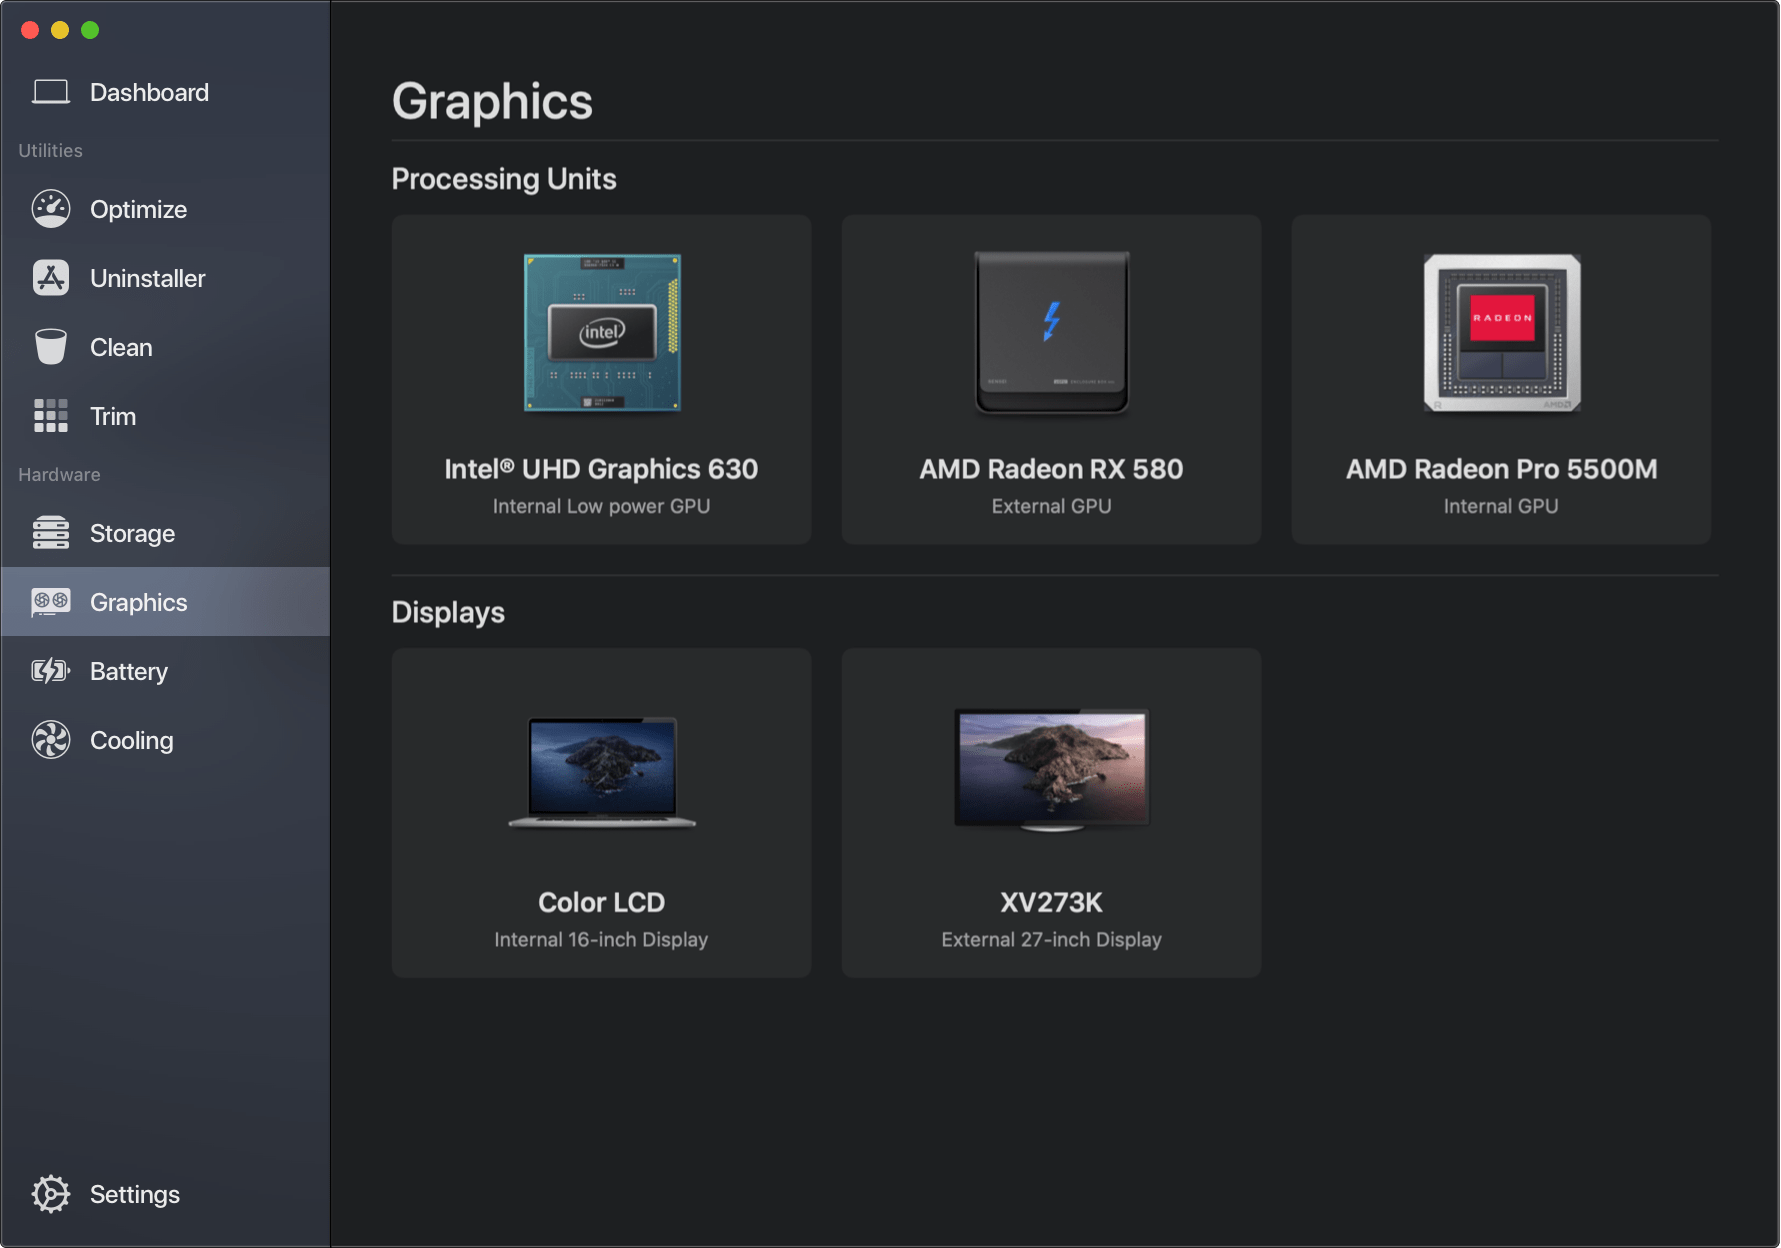 Dashboard
Utilities
Optimize
Uninstaller
Clean
Trim
Hardware
Storage
Graphics
Battery
Cooling
Settings
Graphics
Processing Units
intel
Intel® UHD Graphics 630
Internal Low power GPU
AMD Radeon RX 580
External GPU
RADEON
R
AMD
AMD Radeon Pro 5500M
Internal GPU
Displays
Color LCD
Internal 16-inch Display
XV273K
External 27-inch Display